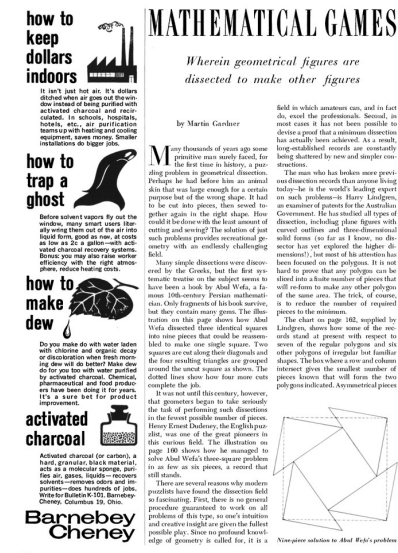 how to
keep
dollars
indoors
It isn't just hot air. It's dollars
ditched when air goes out the win-
dow instead of being purified with
activated charcoal and recir-
culated. In schools, hospitals,
hotels, etc., air purification
teams up with heating and cooling
equipment, saves money. Smaller
installations do bigger jobs.
how to
trap a
ghost
Before solvent vapors fly out the
window, many smart users liter-
ally wring them out of the air into
liquid form, good as new, at costs
as low as 2c a gallon—with acti-
vated charcoal recovery systems.
Bonus: you may also raise worker
efficiency with the right atmos-
phere, reduce heating costs.
how to
make
dew
Do you make do with water laden
with chlorine and organic decay
or discoloration when fresh morn-
ing dew will do better? Make dew
do for you too with water purified
by activated charcoal. Chemical,
pharmaceutical and food produc-
ers have been doing it for years.
It's a sure bet for product
improvement.
activated
charcoal
Activated charcoal (or carbon), a
hard, granular, black material,
acts as a molecular sponge, puri-
fies air, gases, liquids—recovers
solvents—removes odors and im-
purities—does hundreds of jobs.
Write for Bulletin K-101. Barnebey-
Cheney, Columbus 19, Ohio.
Barnebey
Cheney
MATHEMATICAL GAMES
Wherein geometrical figures are
dissected to make other figures
by Martin Gardner
Many thousands of years ago some
primitive man surely faced, for
the first time in history, a puz-
zling problem in geometrical dissection.
Perhaps he had before him an animal
skin that was large enough for a certain
purpose but of the wrong shape. It had
to be cut into pieces, then sewed to-
gether again in the right shape. How
could it be done with the least amount of
cutting and sewing? The solution of just
such problems provides recreational ge-
ometry with an endlessly challenging
field.
Many simple dissections were discov-
ered by the Greeks, but the first sys-
tematic treatise on the subject seems to
have been a book by Abul Wefa, a fa-
mous 10th-century Persian mathemati-
cian. Only fragments of his book survive,
but they contain many gems. The illus-
tration on this page shows how Abul
Wefa dissected three identical squares
into nine pieces that could be reassem-
bled to make one single square. Two
squares are cut along their diagonals and
the four resulting triangles are grouped
around the uncut square as shown. The
dotted lines show how four more cuts
complete the job.
It was not until this century, however,
that geometers began to take seriously
the task of performing such dissections
in the fewest possible number of pieces.
Henry Ernest Dudeney, the English puz-
zlist, was one of the great pioneers in
this curious field. The illustration on
page 160 shows how he managed to
solve Abul Wefa's three-square problem
in as few as six pieces, a record that
still stands.
There are several reasons why modern
puzzlists have found the dissection field
so fascinating. First, there is no general
procedure guaranteed to work on all
problems of this type, so one's intuition
and creative insight are given the fullest
possible play. Since no profound knowl-
edge of geometry is called for, it is a
field in which amateurs can, and in fact
do, excel the professionals. Second, in
most cases it has not been possible to
devise a proof that a minimum dissection
has actually been achieved. As a result,
long-established records are constantly
being shattered by new and simpler con-
structions.
The man who has broken more previ-
ous dissection records than anyone living
today—he is the world's leading expert
on such problems—is Harry Lindgren,
an examiner of patents for the Australian
Government. He has studied all types of
dissection, including plane figures with
curved outlines and three-dimensional
solid forms (so far as I know, no dis-
sector has yet explored the higher di-
mensions!), but most of his attention has
been focused on the polygons. It is not
hard to prove that any polygon can be
sliced into a finite number of pieces that
will re-form to make any other polygon
of the same area. The trick, of course,
is to reduce the number of required
pieces to the minimum.
The chart on page 162, supplied by
Lindgren, shows how some of the rec-
ords stand at present with respect to
seven of the regular polygons and six
other polygons of irregular but familiar
shapes. The box where a row and column
intersect gives the smallest number of
pieces known that will form the two
polygons indicated. Asymmetrical pieces
Nine-piece solution to Abul Wefa's problem